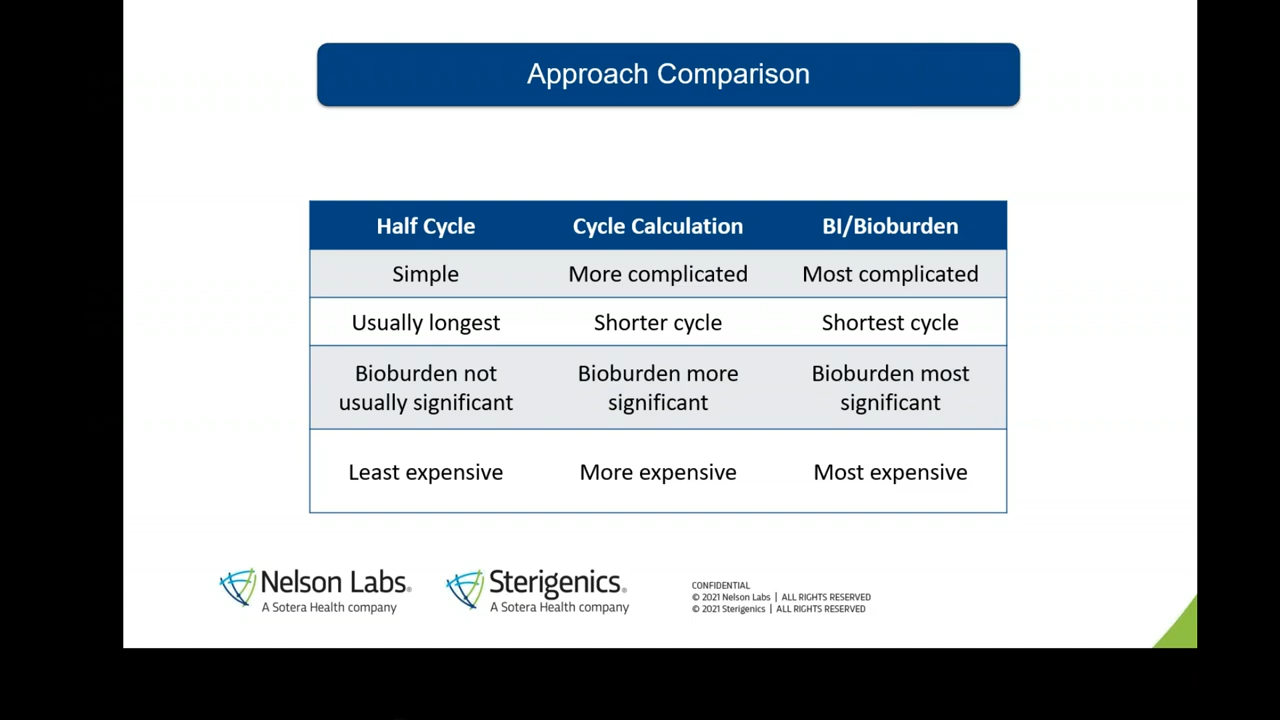 Approach Comparison
Half Cycle Cycle Calculation BI/Bioburden
Simple More complicated Most complicated
Usually longest Shorter cycle Shortest cycle
Bioburden not usually significant Bioburden more significant Bioburden most significant
Least expensive More expensive Most expensive
Nelson Labs®
A Sotera Health company
Sterigenics®
A Sotera Health company
CONFIDENTIAL
© 2021 Nelson Labs | ALL RIGHTS RESERVED
© 2021 Sterigenics | ALL RIGHTS RESERVED